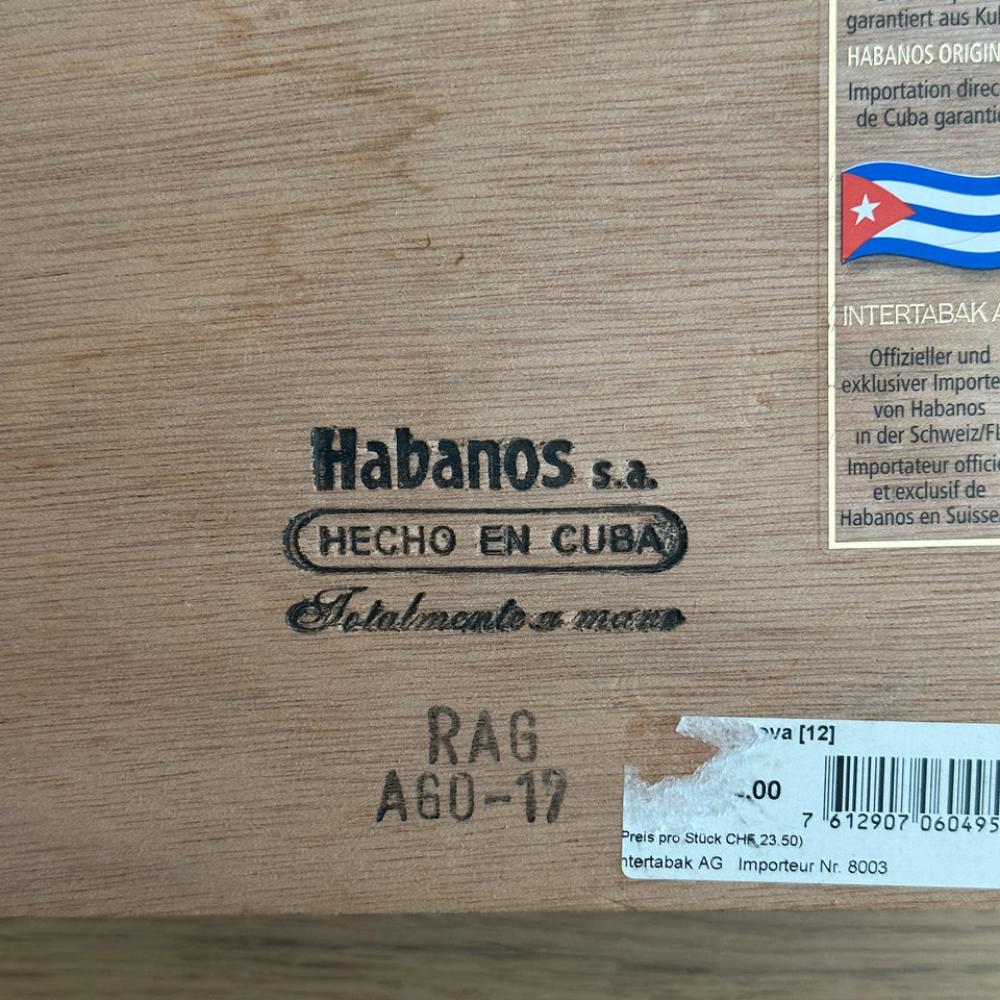 garantiert aus Ku
HABANOS ORIGIN
Importation direc
de Cuba garanti
INTERTABAK A
Offizieller und
exklusiver Importe
von Habanos
in der Schweiz/FL
Importateur offici
et exclusif de
Habanos en Suisse
Habanos s.a.
HECHO EN CUBA
Totalmente a mano
RAG
AGO-17
ova [12]
.00
7 612907 060495
Preis pro Stück CHF 23.50)
ntertabak AG Importeur Nr. 8003